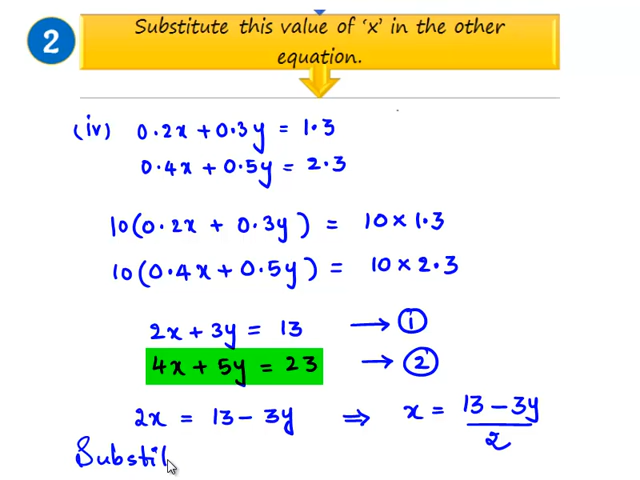 2
Substitute this value of ‘x’ in the other
equation.
(iv) 0.2x + 0.3y = 1.3
0.4x + 0.5y = 2.3
10(0.2x + 0.3y) = 10 × 1.3
10(0.4x + 0.5y) = 10 × 2.3
2x + 3y = 13 → ①
4x + 5y = 23 → ②
2x = 13 − 3y ⇒ x = (13 − 3y)/2
Substit